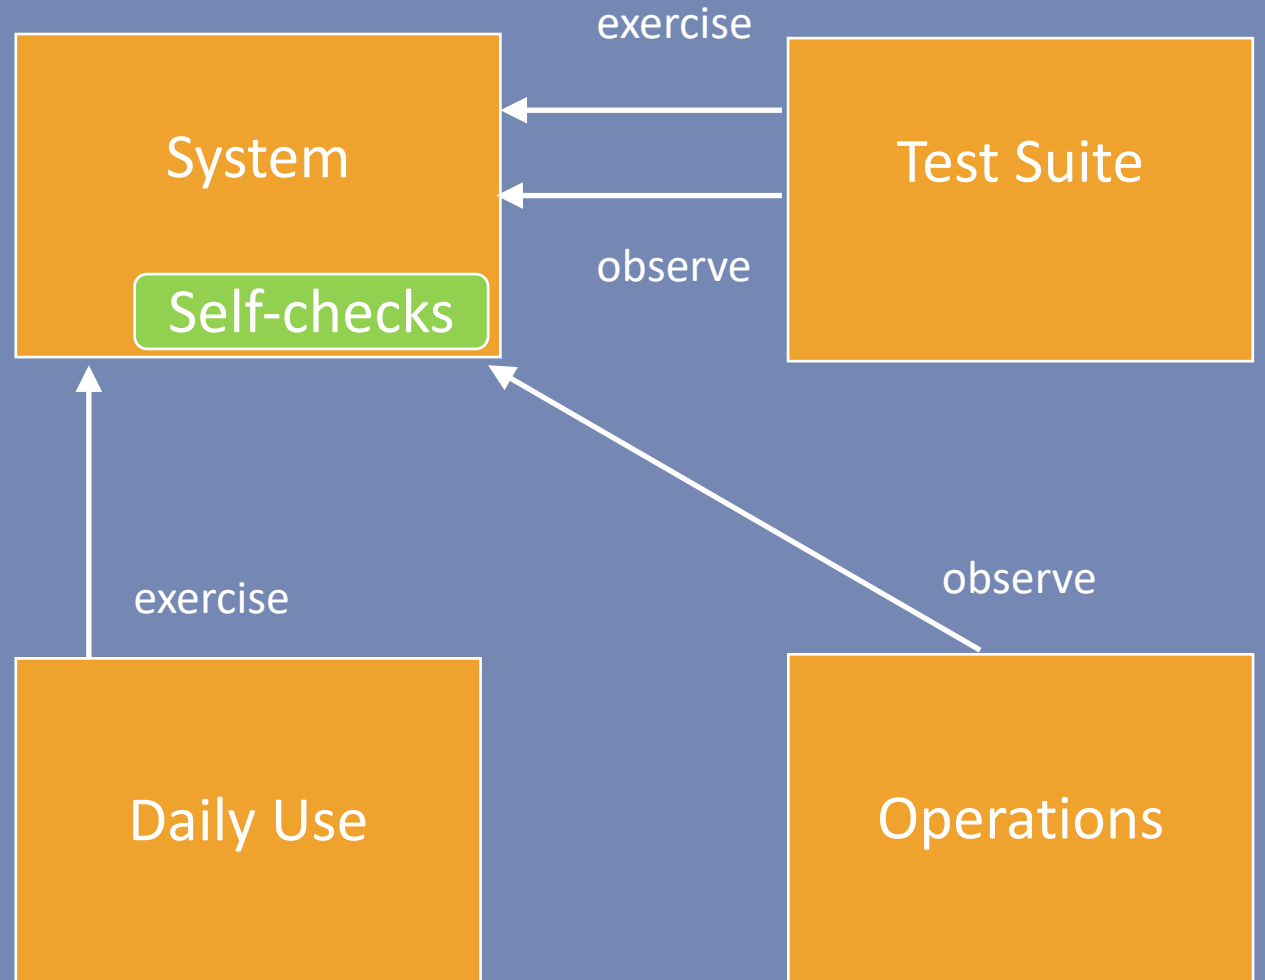 exercise
System
Test Suite
observe
Self-checks
observe
exercise
Daily Use
Operations